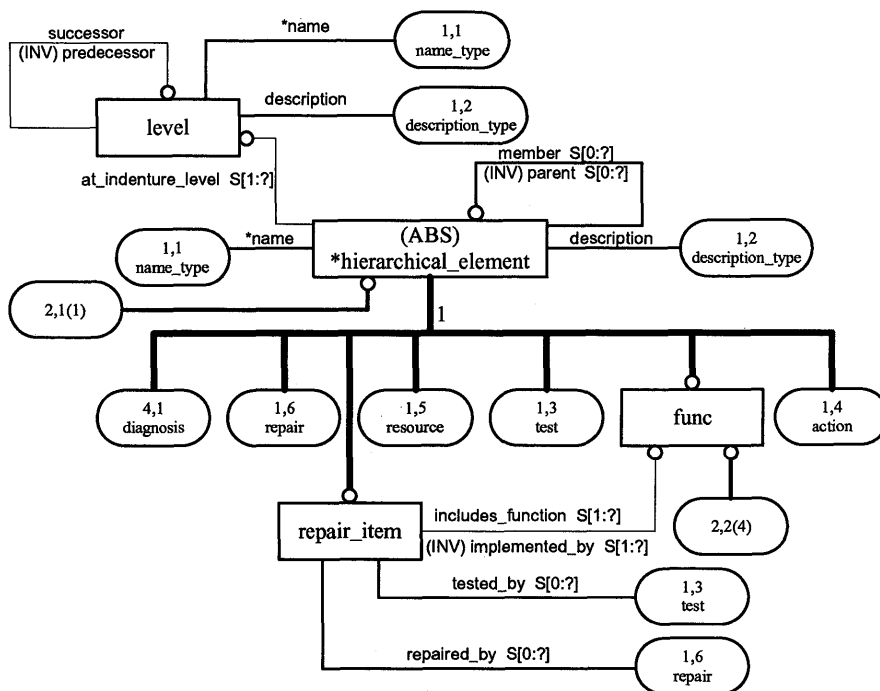 successor
(INV) predecessor
*name
1,1
name_type
level
description
1,2
description_type
at_indenture_level S[1:?]
member S[0:?]
(INV) parent S[0:?]
1,1
name_type
*name
(ABS)
*hierarchical_element
description
1,2
description_type
2,1(1)
1
4,1
diagnosis
1,6
repair
1,5
resource
1,3
test
func
1,4
action
repair_item
includes_function S[1:?]
(INV) implemented_by S[1:?]
2,2(4)
tested_by S[0:?]
1,3
test
repaired_by S[0:?]
1,6
repair